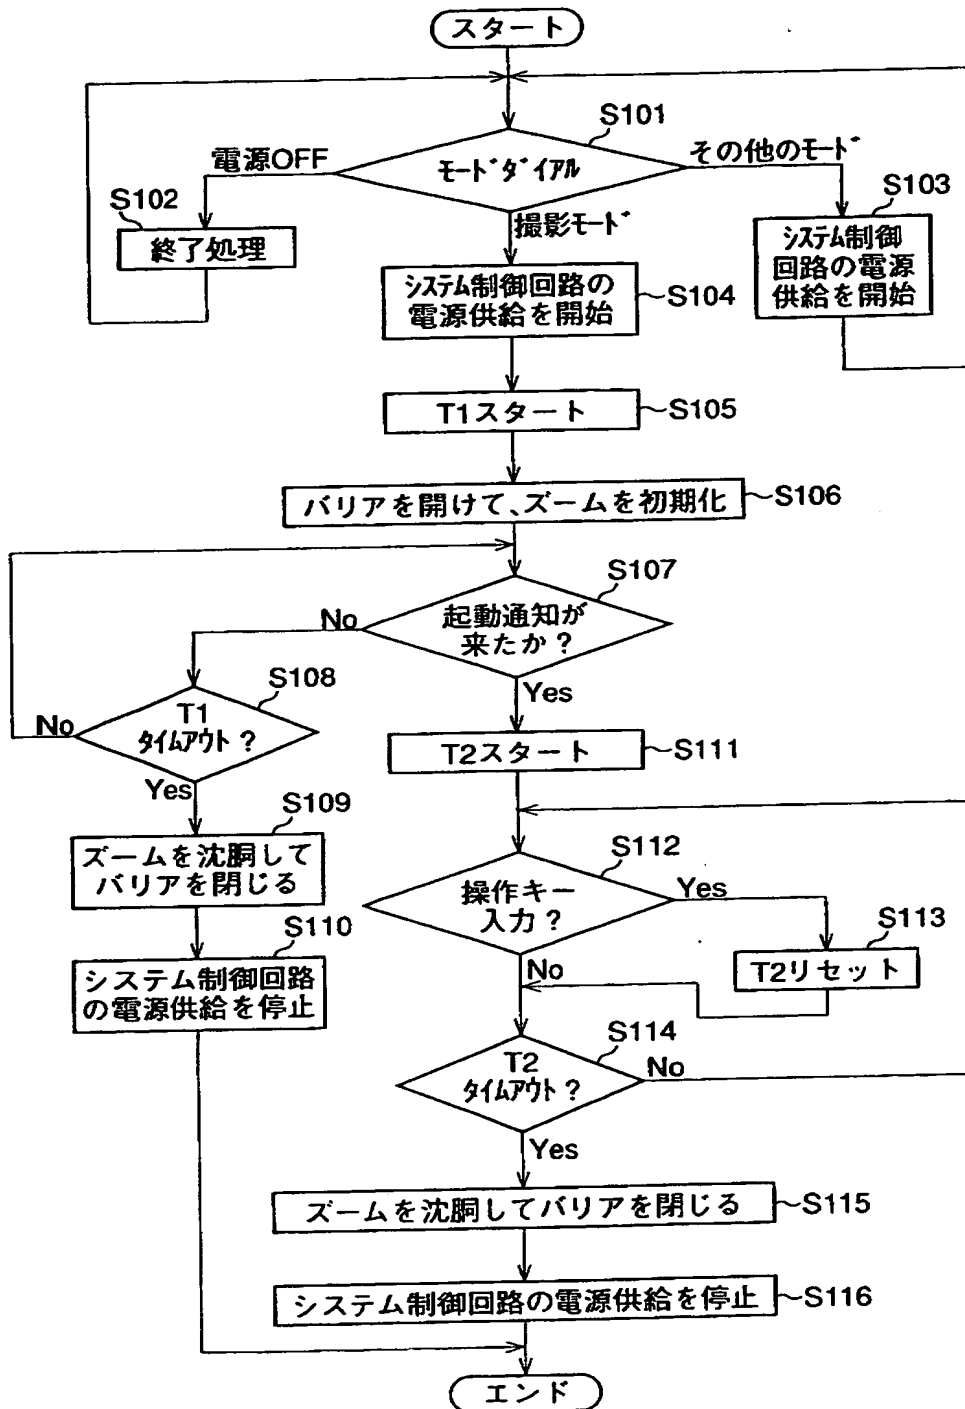 スタート
S101
電源OFF
モードダイアル
その他のモード
S102
終了処理
撮影モード
S103
システム制御
回路の電源
供給を開始
システム制御回路の
電源供給を開始
S104
T1スタート
S105
バリアを開けて、ズームを初期化
S106
S107
起動通知が
来たか?
No
Yes
S108
T1
タイムアウト?
No
Yes
T2スタート
S111
S109
ズームを沈胴して
バリアを閉じる
S112
操作キー
入力?
Yes
No
S113
T2リセット
S110
システム制御回路
の電源供給を停止
S114
T2
タイムアウト?
No
Yes
ズームを沈胴してバリアを閉じる
S115
システム制御回路の電源供給を停止
S116
エンド